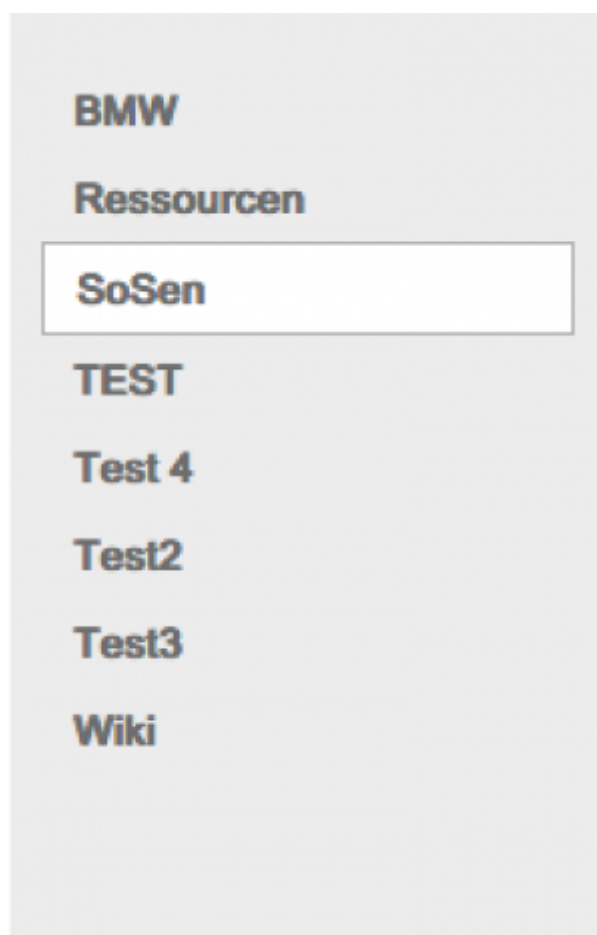 BMW
Ressourcen
SoSen
TEST
Test 4
Test2
Test3
Wiki